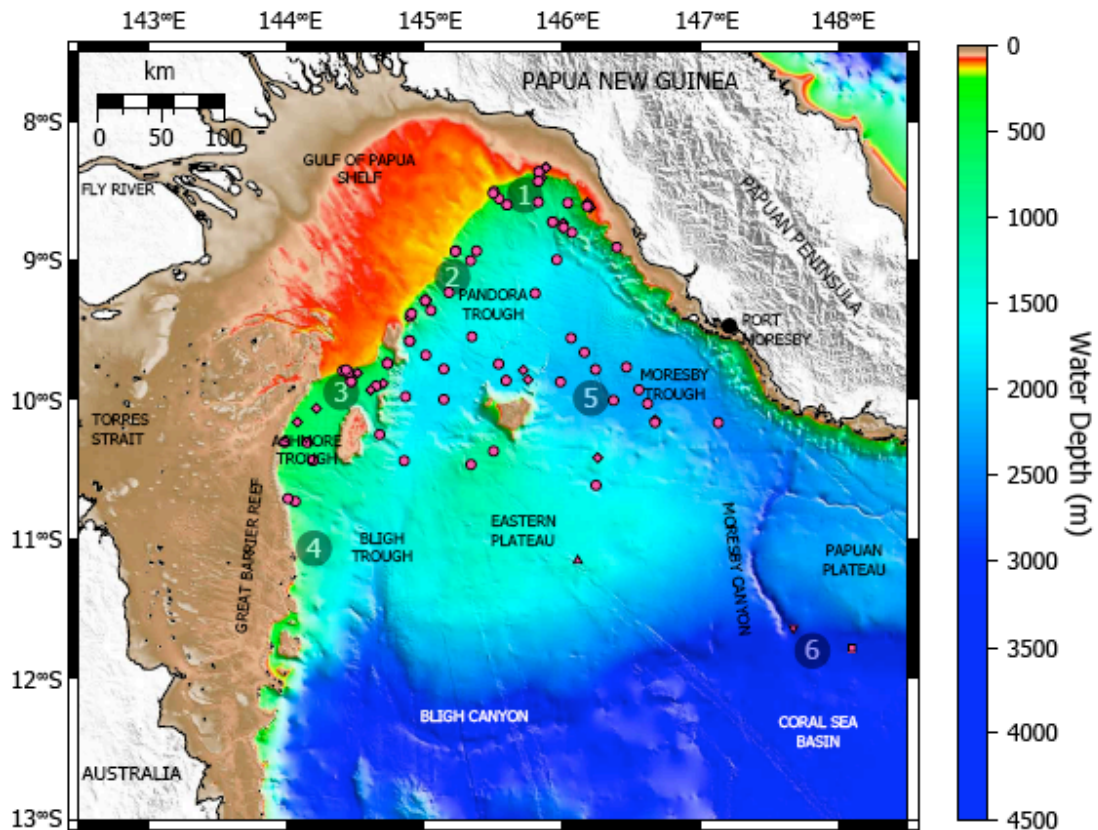 143°E
144°E
145°E
146°E
147°E
148°E
km
0
50
100
8°S
9°S
10°S
11°S
12°S
13°S
PAPUA NEW GUINEA
GULF OF PAPUA
SHELF
FLY RIVER
PAPUAN PENINSULA
1
2
PANDORA
TROUGH
PORT
MORESBY
3
5
MORESBY
TROUGH
TORRES
STRAIT
ASHMORE
TROUGH
GREAT BARRIER REEF
4
BLIGH
TROUGH
EASTERN
PLATEAU
MORESBY CANYON
PAPUAN
PLATEAU
6
BLIGH CANYON
CORAL SEA
BASIN
AUSTRALIA
0
500
1000
1500
2000
2500
3000
3500
4000
4500
Water Depth (m)